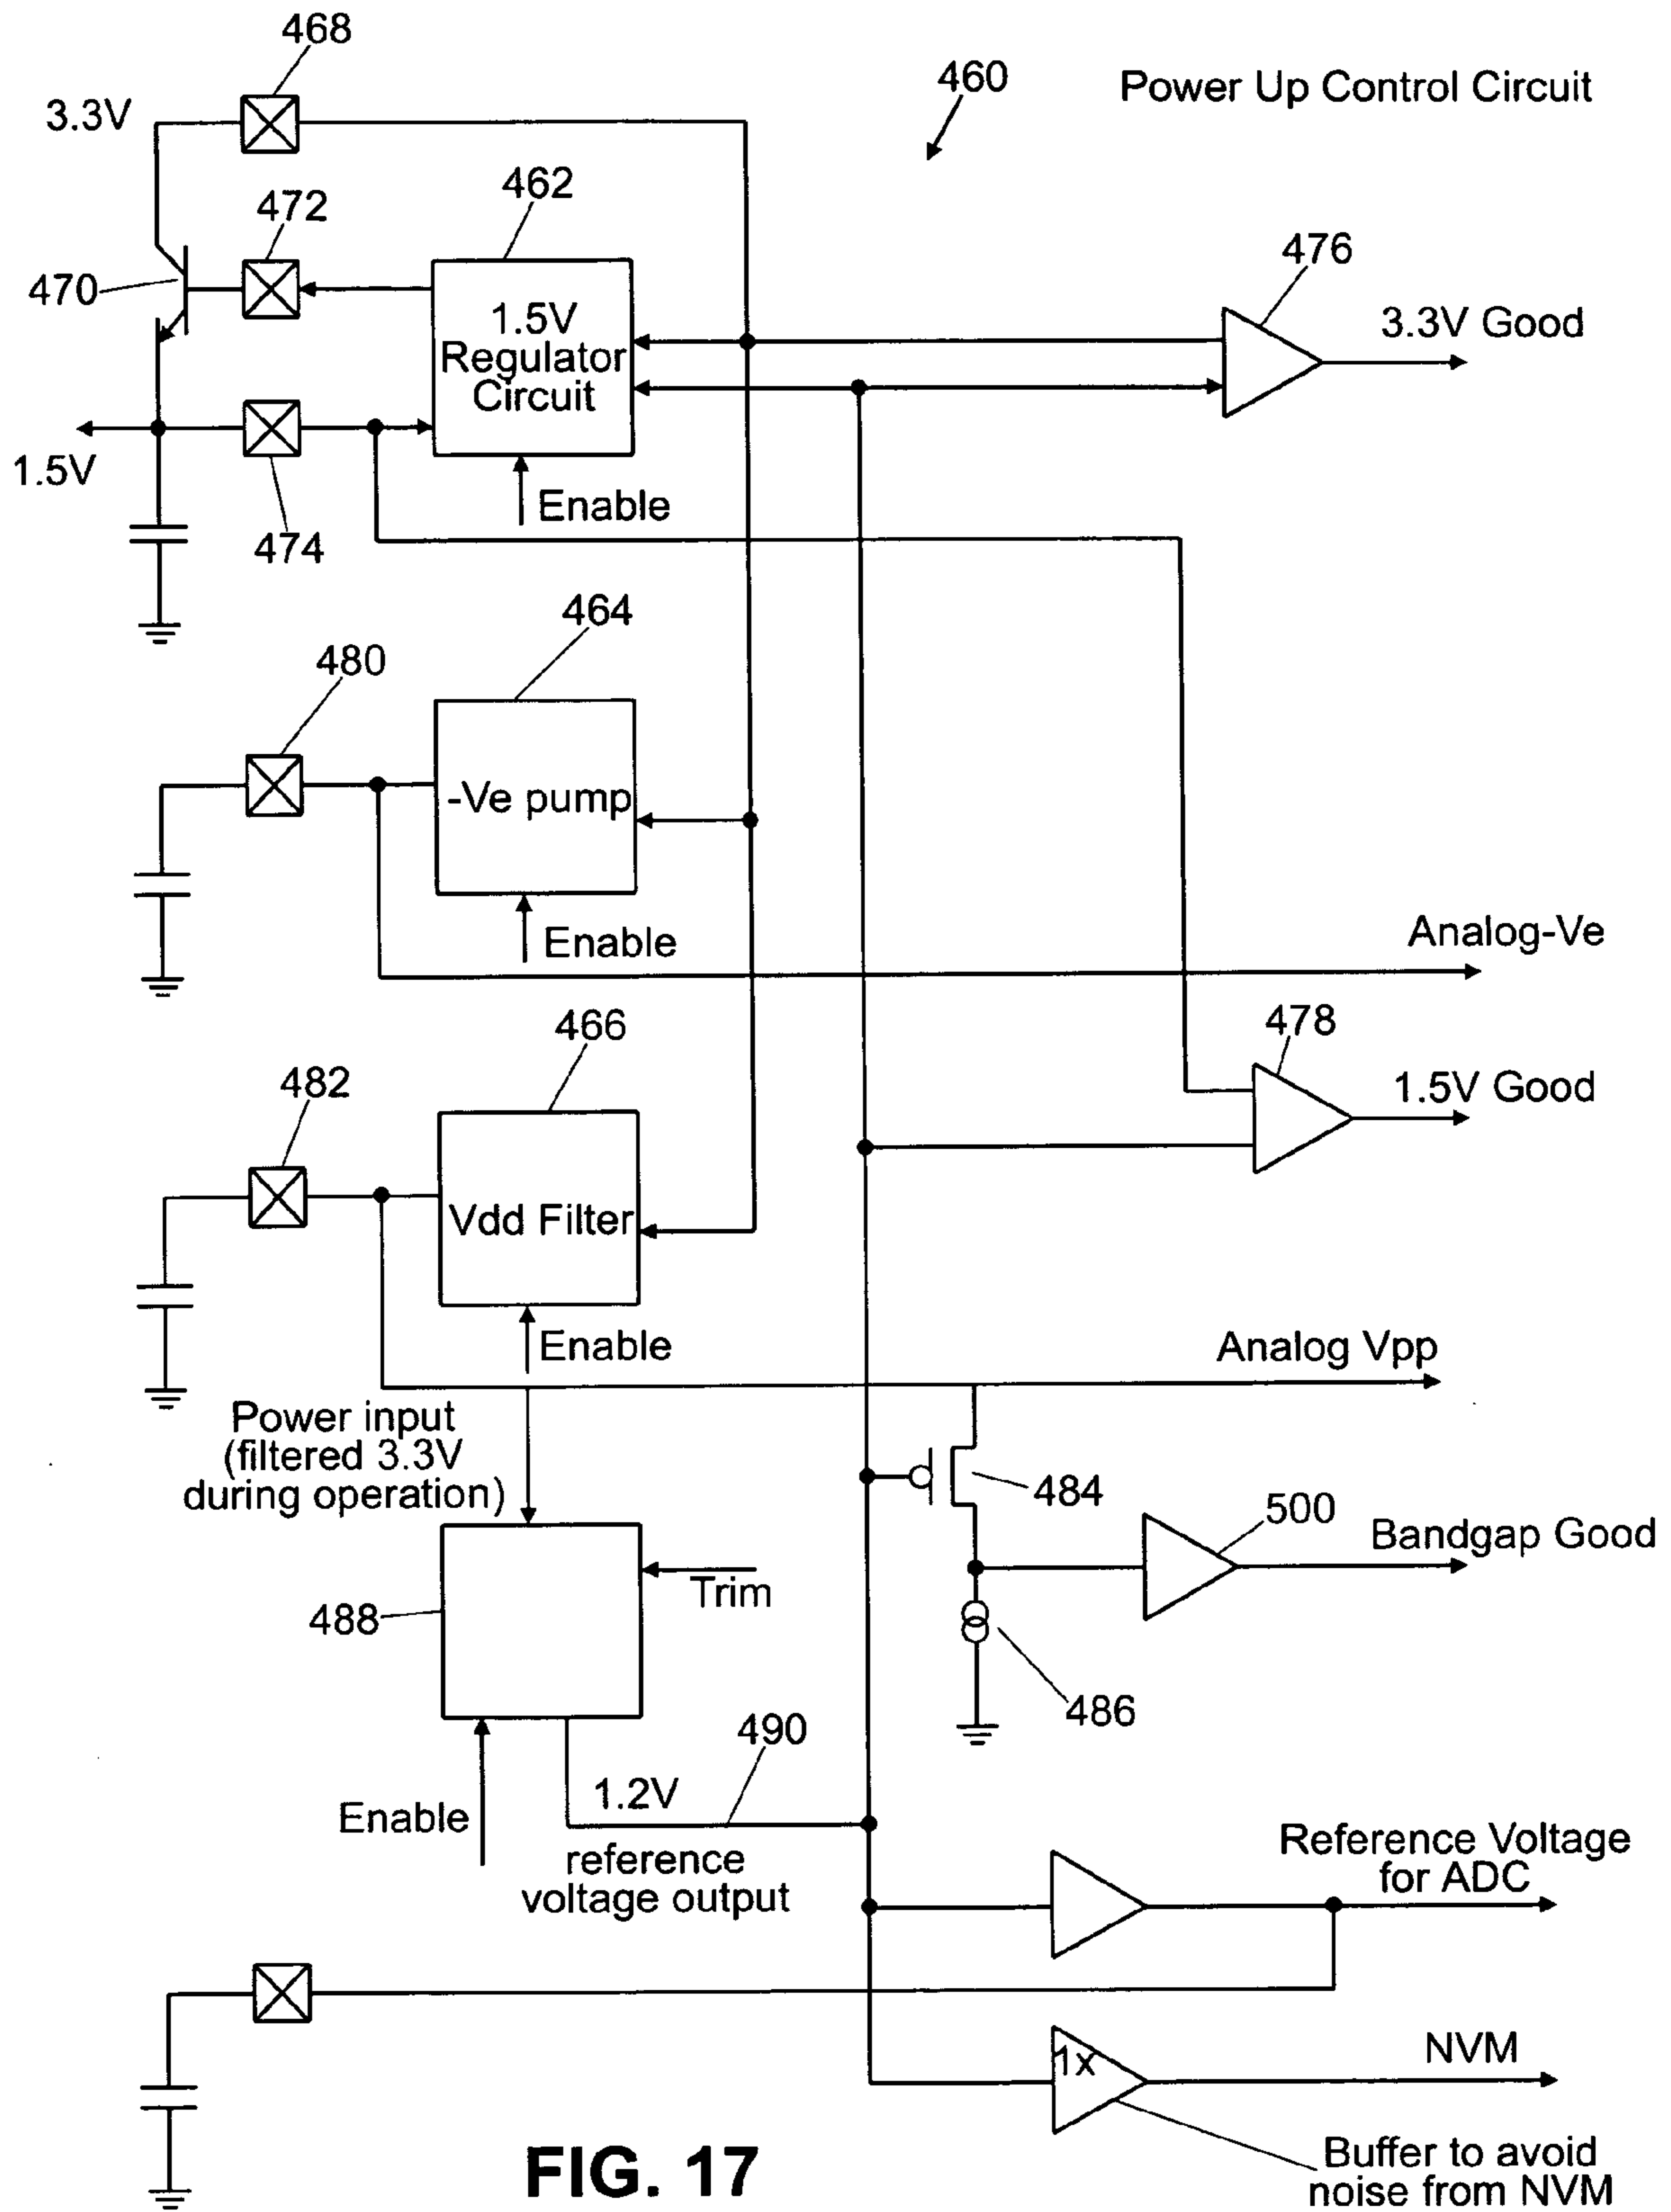 468
460
Power Up Control Circuit
3.3V
462
472
476
470
3.3V Good
1.5V
Regulator
Circuit
1.5V
Enable
474
464
480
-Ve pump
Analog-Ve
Enable
466
478
482
1.5V Good
Vdd Filter
Enable
Analog Vpp
Power input
(filtered 3.3V
during operation)
484
500
Bandgap Good
Trim
488
486
490
1.2V
Enable
reference
voltage output
Reference Voltage
for ADC
1x
NVM
Buffer to avoid
noise from NVM
FIG. 17